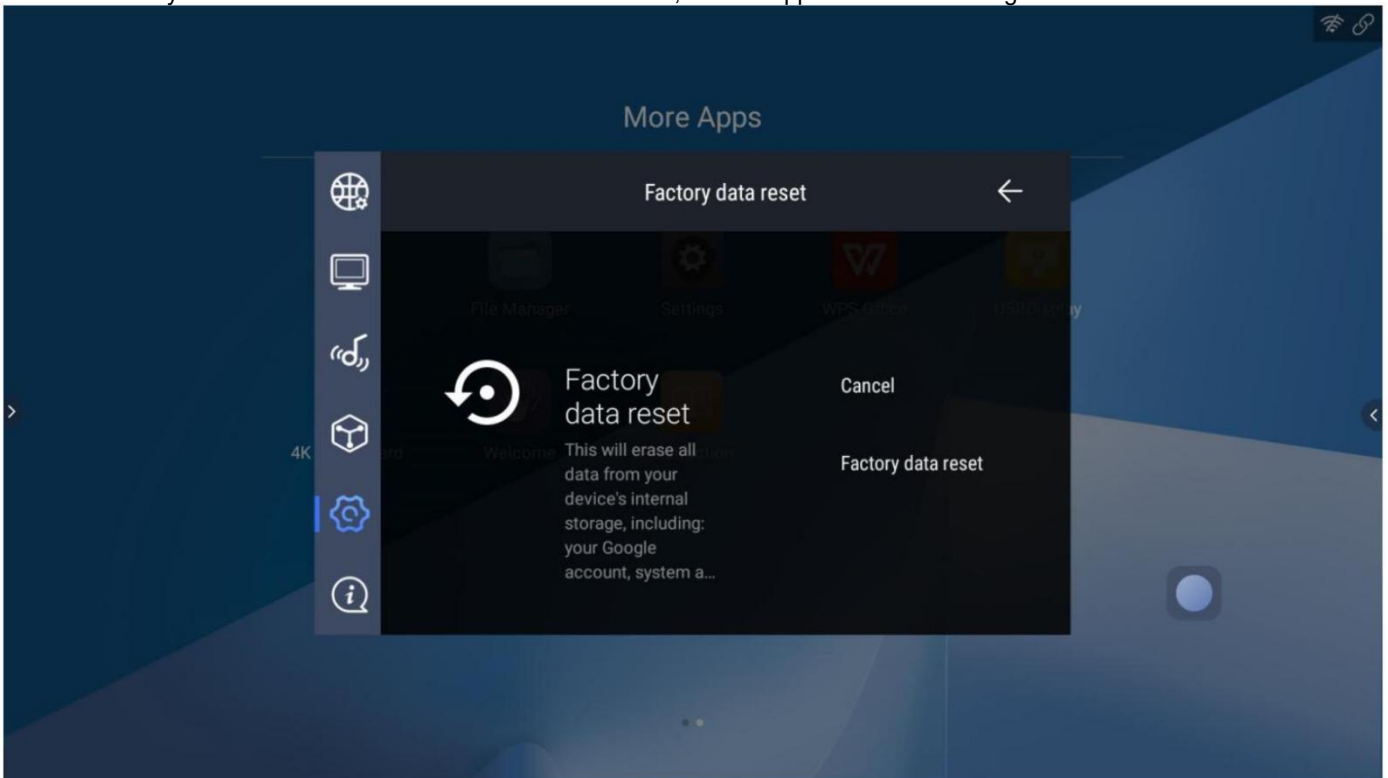 More Apps
Factory data reset
File Manager
Settings
WPS Office
Factory
data reset
Cancel
4K
Welcome
This will erase all
data from your
Factory data reset
device's internal
storage, including:
your Google
account, system a...